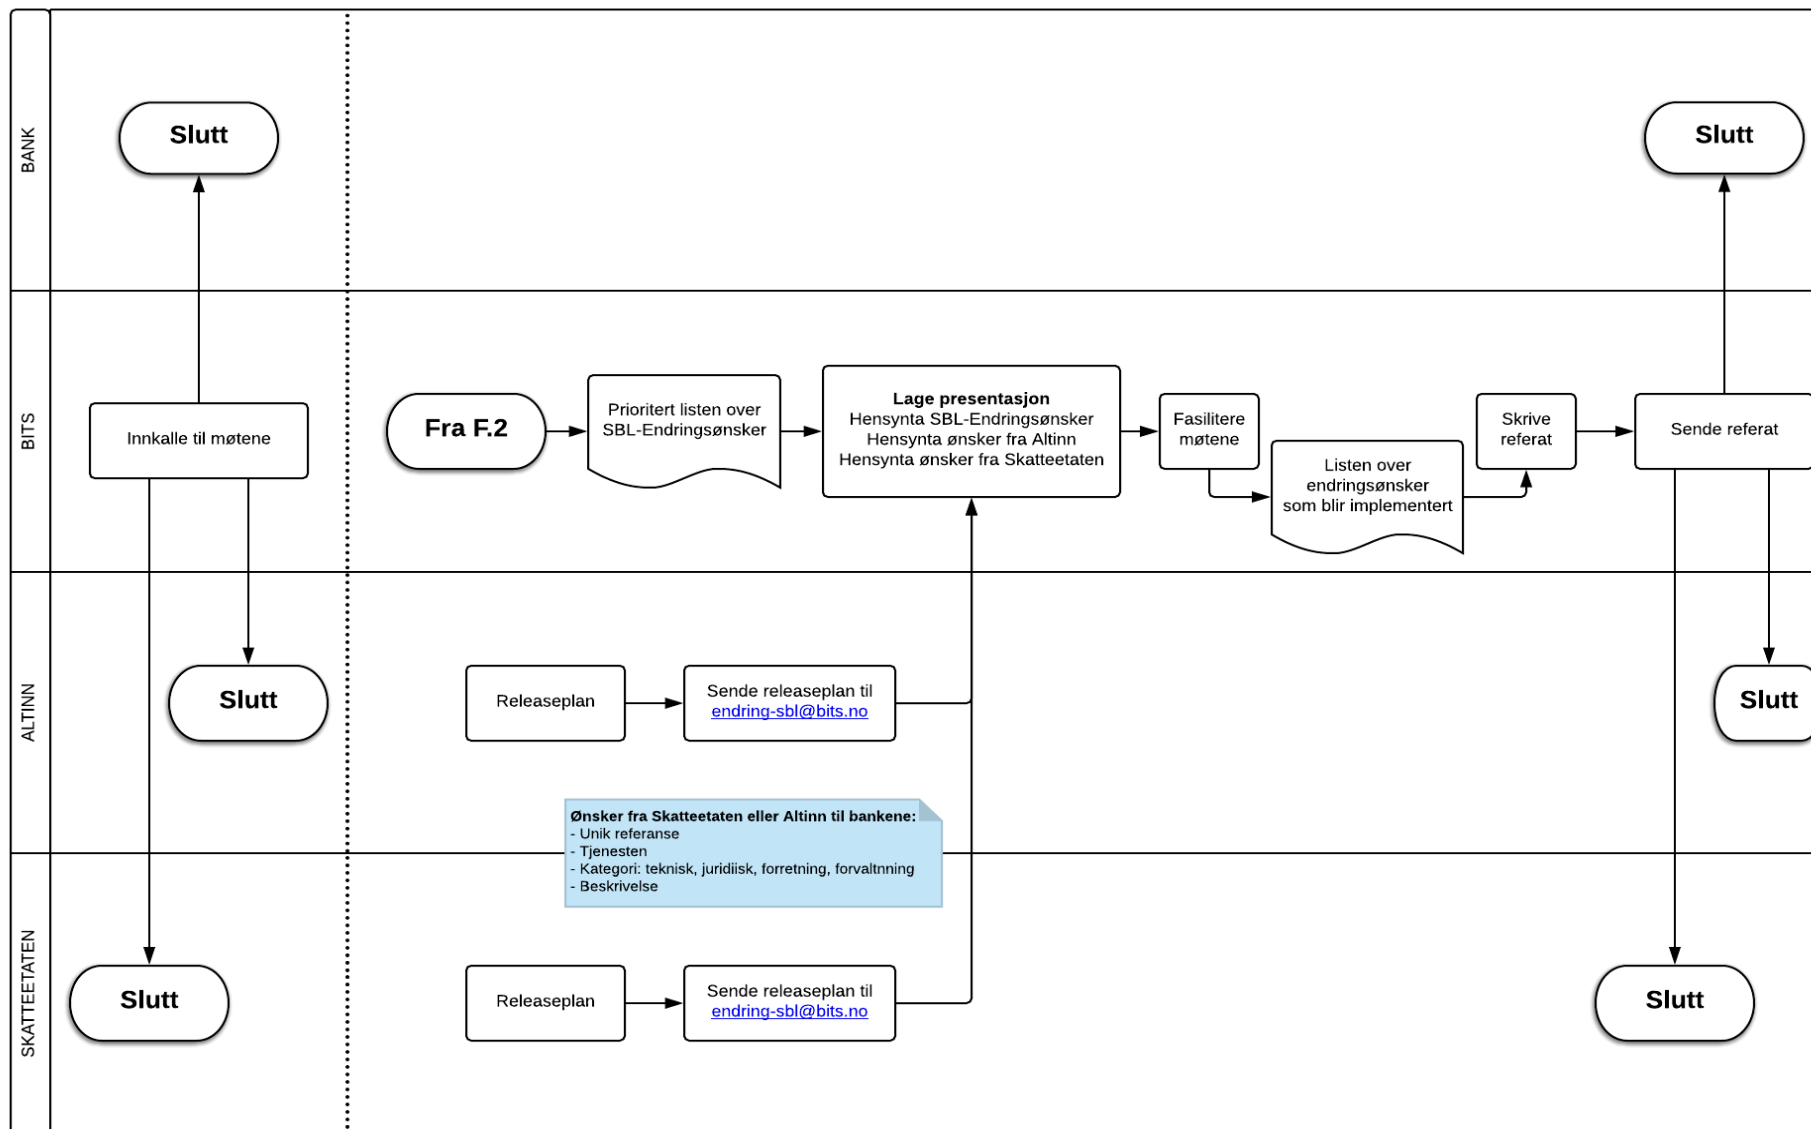 BANK
Slutt
Slutt
BITS
Innkalle til møtene
Fra F.2
Prioritert listen over
SBL-Endringsønsker
Lage presentasjon
Hensynta SBL-Endringsønsker
Hensynta ønsker fra Altinn
Hensynta ønsker fra Skatteetaten
Fasilitere
møtene
Listen over
endringsønsker
som blir implementert
Skrive
referat
Sende referat
ALTINN
Slutt
Releaseplan
Sende releaseplan til
endring-sbl@bits.no
Slutt
Ønsker fra Skatteetaten eller Altinn til bankene:
- Unik referanse
- Tjenesten
- Kategori: teknisk, juridiisk, forretning, forvaltnning
- Beskrivelse
SKATTEETATEN
Slutt
Releaseplan
Sende releaseplan til
endring-sbl@bits.no
Slutt